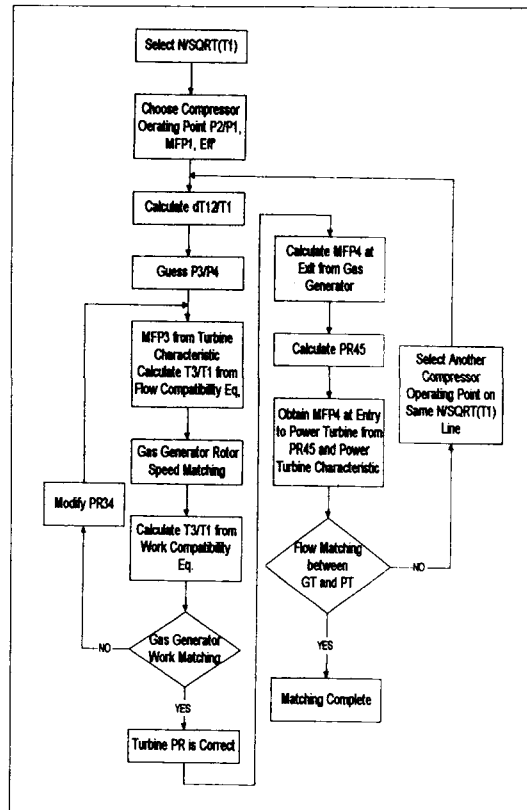 Select N/SQRT(T1)
Choose Compressor
Oerating Point P2/P1,
MFP1, Eff'
Calculate dT12/T1
Guess P3/P4
MFP3 from Turbine
Characteristic
Calculate T3/T1 from
Flow Compatibility Eq.
Gas Generator Rotor
Speed Matching
Calculate T3/T1 from
Work Compatibility
Eq.
Modify PR34
NO
Gas Generator
Work Matching
YES
Turbine PR is Correct
Calculate MFP4 at
Exit from Gas
Generator
Calculate PR45
Obtain MFP4 at Entry
to Power Turbine from
PR45 and Power
Turbine Characteristic
Select Another
Compressor
Operating Point on
Same N/SQRT(T1)
Line
Flow Matching
between
GT and PT
NO
YES
Matching Complete